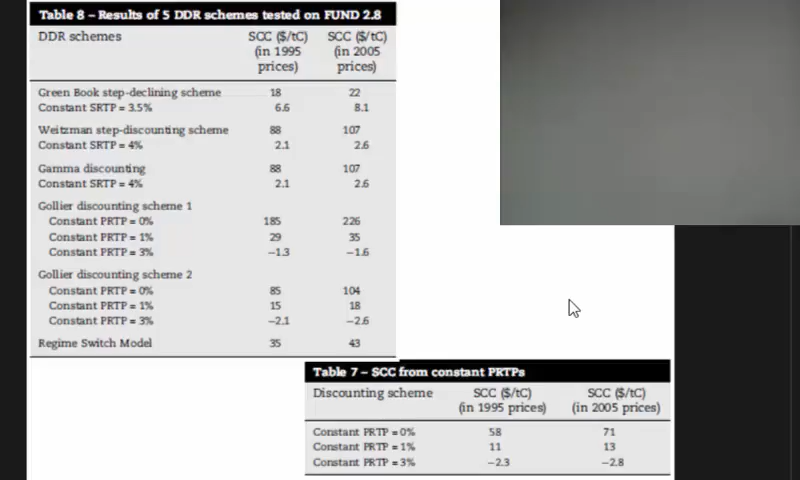 Table 8 – Results of 5 DDR schemes tested on FUND 2.8
DDR schemes SCC ($/tC) SCC ($/tC)
(in 1995 (in 2005
prices) prices)
Green Book step-declining scheme 18 22
Constant SRTP = 3.5% 6.6 8.1
Weitzman step-discounting scheme 88 107
Constant SRTP = 4% 2.1 2.6
Gamma discounting 88 107
Constant SRTP = 4% 2.1 2.6
Gollier discounting scheme 1
Constant PRTP = 0% 185 226
Constant PRTP = 1% 29 35
Constant PRTP = 3% −1.3 −1.6
Gollier discounting scheme 2
Constant PRTP = 0% 85 104
Constant PRTP = 1% 15 18
Constant PRTP = 3% −2.1 −2.6
Regime Switch Model 35 43
Table 7 – SCC from constant PRTPs
Discounting scheme SCC ($/tC) SCC ($/tC)
(in 1995 prices) (in 2005 prices)
Constant PRTP = 0% 58 71
Constant PRTP = 1% 11 13
Constant PRTP = 3% −2.3 −2.8